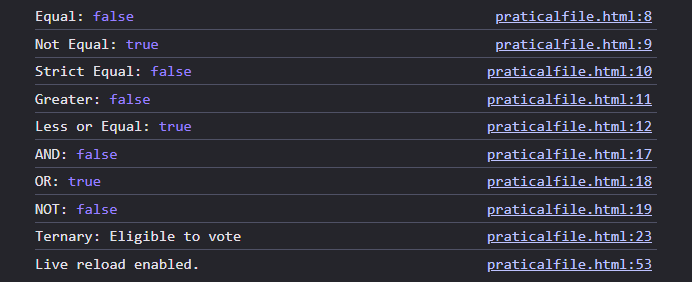 Equal: false praticalfile.html:8
Not Equal: true praticalfile.html:9
Strict Equal: false praticalfile.html:10
Greater: false praticalfile.html:11
Less or Equal: true praticalfile.html:12
AND: false praticalfile.html:17
OR: true praticalfile.html:18
NOT: false praticalfile.html:19
Ternary: Eligible to vote praticalfile.html:23
Live reload enabled. praticalfile.html:53